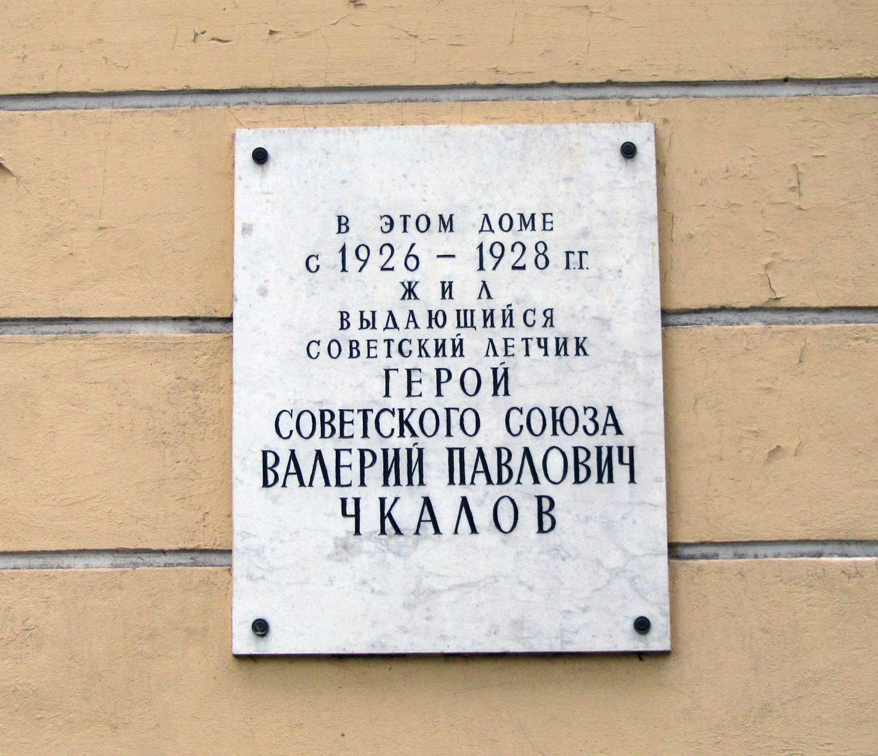 В ЭТОМ ДОМЕ
С 1926 – 1928 ГГ.
ЖИЛ
ВЫДАЮЩИЙСЯ
СОВЕТСКИЙ ЛЕТЧИК
ГЕРОЙ
СОВЕТСКОГО СОЮЗА
ВАЛЕРИЙ ПАВЛОВИЧ
ЧКАЛОВ